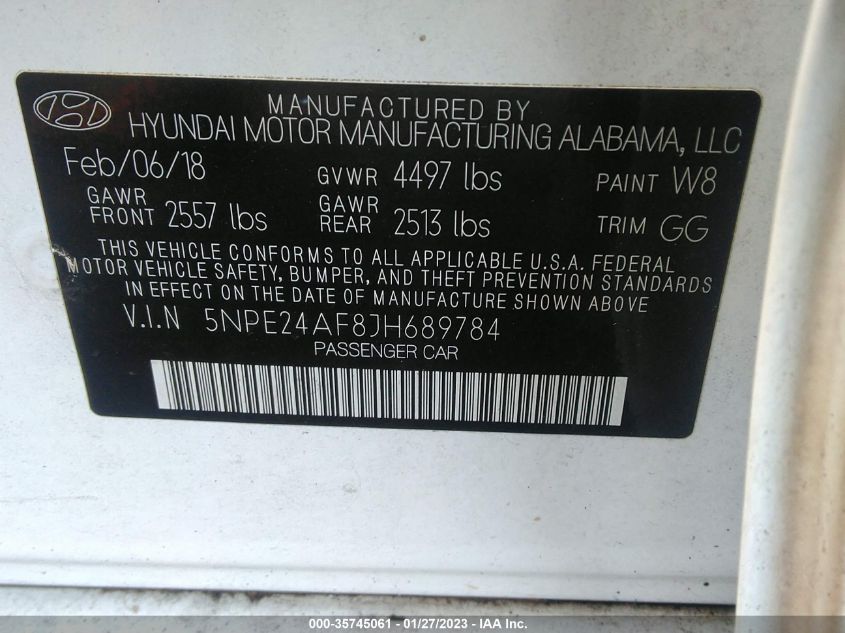 MANUFACTURED BY
HYUNDAI MOTOR MANUFACTURING ALABAMA, LLC
Feb/06/18 GVWR 4497 lbs PAINT W8
GAWR FRONT 2557 lbs GAWR REAR 2513 lbs TRIM GG
THIS VEHICLE CONFORMS TO ALL APPLICABLE U.S.A. FEDERAL
MOTOR VEHICLE SAFETY, BUMPER, AND THEFT PREVENTION STANDARDS
IN EFFECT ON THE DATE OF MANUFACTURE SHOWN ABOVE
V.I.N 5NPE24AF8JH689784
PASSENGER CAR
000-35745061 - 01/27/2023 - IAA Inc.